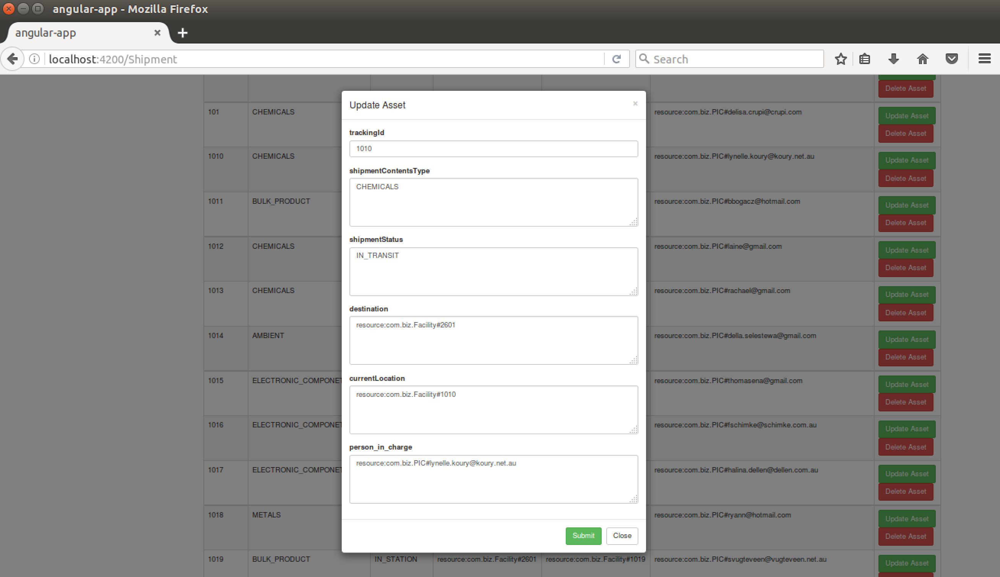 angular-app - Mozilla Firefox
angular-app
localhost:4200/Shipment
Search
Delete Asset
Update Asset
trackingId
1010
shipmentContentsType
CHEMICALS
shipmentStatus
IN_TRANSIT
destination
resource:com.biz.Facility#2601
currentLocation
resource:com.biz.Facility#1010
person_in_charge
resource:com.biz.PIC#lynelle.koury@koury.net.au
Submit Close
101 CHEMICALS resource:com.biz.PIC#delisa.crupi@crupi.com Update Asset
Delete Asset
1010 CHEMICALS resource:com.biz.PIC#lynelle.koury@koury.net.au Update Asset
Delete Asset
1011 BULK_PRODUCT resource:com.biz.PIC#bbogacz@hotmail.com Update Asset
Delete Asset
1012 CHEMICALS resource:com.biz.PIC#laine@gmail.com Update Asset
Delete Asset
1013 CHEMICALS resource:com.biz.PIC#rachael@gmail.com Update Asset
Delete Asset
1014 AMBIENT resource:com.biz.PIC#della.selestewa@gmail.com Update Asset
Delete Asset
1015 ELECTRONIC_COMPONET resource:com.biz.PIC#thomasena@gmail.com Update Asset
Delete Asset
1016 ELECTRONIC_COMPONET resource:com.biz.PIC#fschimke@schimke.com.au Update Asset
Delete Asset
1017 ELECTRONIC_COMPONET resource:com.biz.PIC#halina.dellen@dellen.com.au Update Asset
Delete Asset
1018 METALS resource:com.biz.PIC#ryann@hotmail.com Update Asset
Delete Asset
1019 BULK_PRODUCT IN_STATION resource:com.biz.Facility#2601 resource:com.biz.Facility#1019 resource:com.biz.PIC#svugteveen@vugteveen.net.au Update Asset